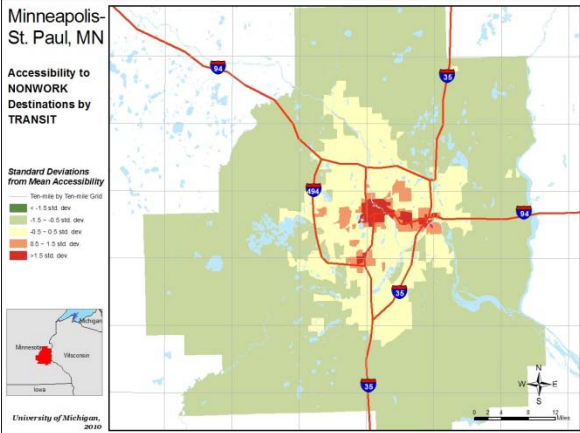 Minneapolis-
St. Paul, MN
Accessibility to
NONWORK
Destinations by
TRANSIT
Standard Deviations
from Mean Accessibility
Ten-mile by Ten-mile Grid
< -1.5 std. dev.
-1.5 - -0.5 std. dev.
-0.5 - 0.5 std. dev.
0.5 - 1.5 std. dev.
>1.5 std. dev.
94
35
494
94
35
35
Michigan
Minnesota
Wisconsin
Iowa
N
W E
S
0 2 4 8 12
Miles
University of Michigan,
2010